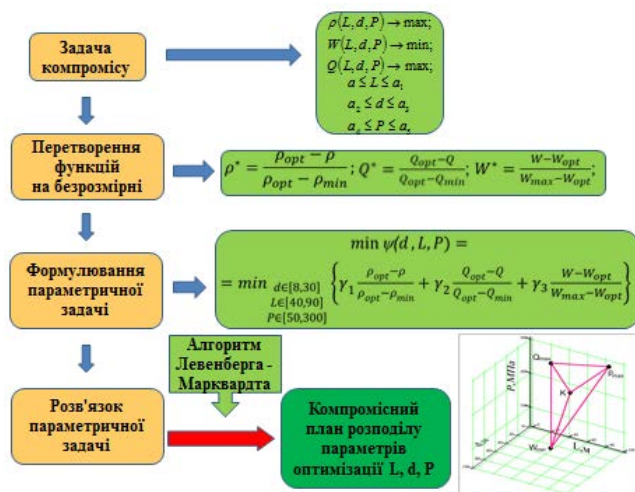 Задача
компромісу
ρ(L,d,P)→max;
W(L,d,P)→min;
Q(L,d,P)→max;
a≤L≤a₁
a₂≤d≤a₃
a₄≤P≤a₅
Перетворення
функцій
на безрозмірні
ρ* = (ρopt − ρ)/(ρopt − ρmin); Q* = (Qopt−Q)/(Qopt−Qmin); W* = (W−Wopt)/(Wmax−Wopt);
Формулювання
параметричної
задачі
min ψ(d, L, P) =
= min d∈[8,30] L∈[40,90] P∈[50,300] {γ₁ (ρopt−ρ)/(ρopt−ρmin) + γ₂ (Qopt−Q)/(Qopt−Qmin) + γ₃ (W−Wopt)/(Wmax−Wopt)}
Алгоритм
Левенберга -
Марквардта
Розв'язок
параметричної
задачі
Компромісний
план розподілу
параметрів
оптимізації L, d, P
P,МПа
Qmax
ρmax
K
Wmin
L,м